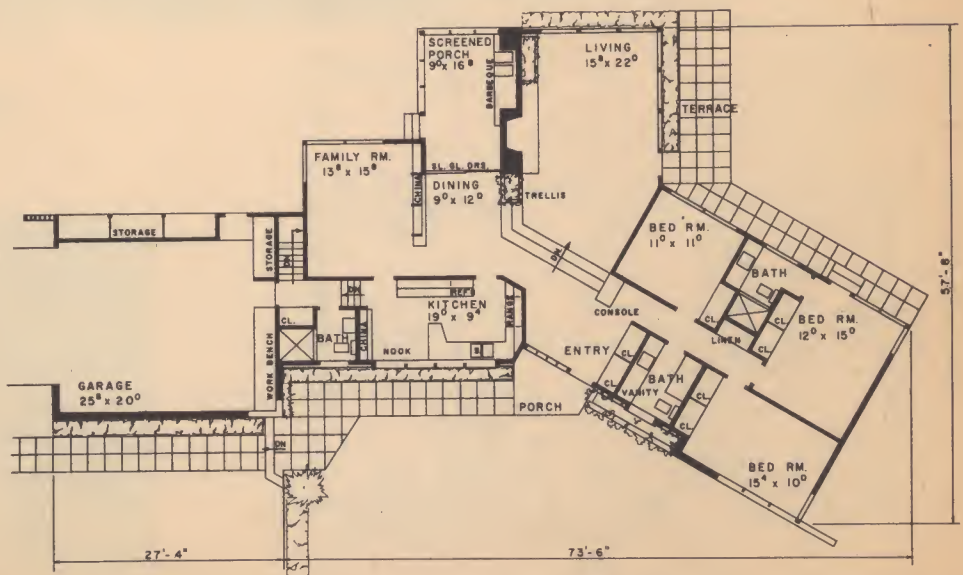 SCREENED
PORCH
9⁰ x 16⁸
BARBEQUE
LIVING
15⁸ x 22⁰
TERRACE
FAMILY RM.
13⁸ x 15⁸
SL. GL. DRS.
CHINA
DINING
9⁰ x 12⁰
TRELLIS
STORAGE
STORAGE
DN
BED RM.
11⁰ x 11⁰
DN
BATH
CL.
CL.
BED RM.
12⁰ x 15⁰
LINEN
CL.
57'-8"
DN
REF.
KITCHEN
19⁰ x 9⁴
RANGE
CONSOLE
CL.
BATH
CHINA
WORK BENCH
NOOK
S
ENTRY
CL.
CL.
BATH
VANITY
CL.
GARAGE
25⁸ x 20⁰
PORCH
BED RM.
15⁴ x 10⁰
DN
27'-4"
73'-6"